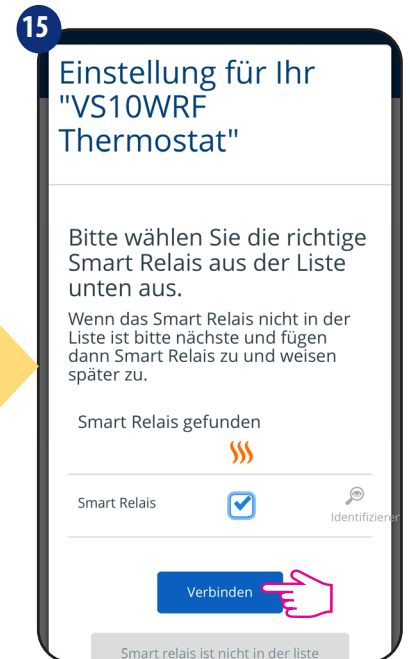 15
Einstellung für Ihr
"VS10WRF
Thermostat"
Bitte wählen Sie die richtige
Smart Relais aus der Liste
unten aus.
Wenn das Smart Relais nicht in der
Liste ist bitte nächste und fügen
dann Smart Relais zu und weisen
später zu.
Smart Relais gefunden
Smart Relais
Identifizieren
Verbinden
Smart relais ist nicht in der liste